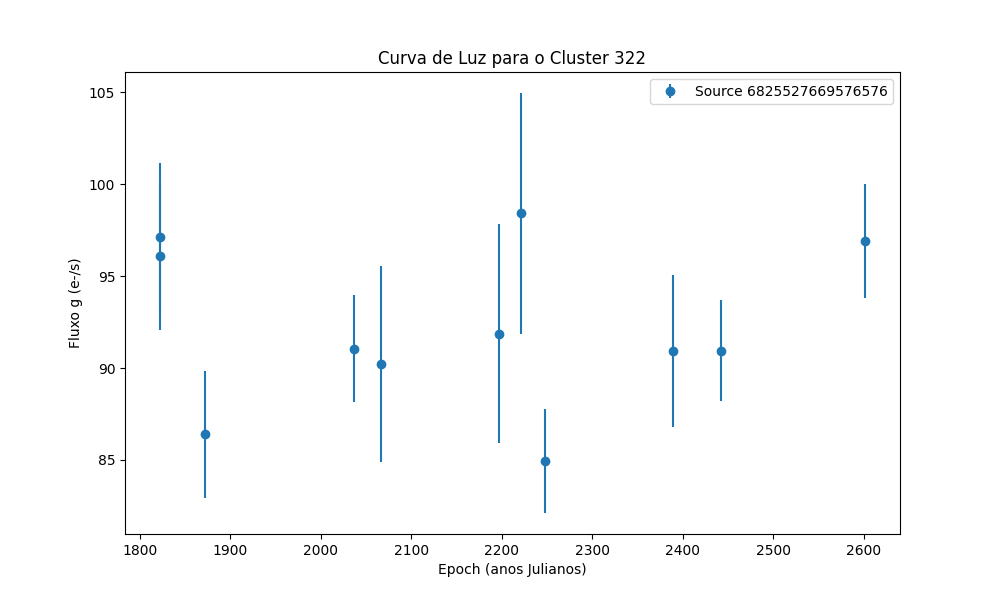 Curva de Luz para o Cluster 322
Source 6825527669576576
105
100
95
90
85
Fluxo g (e-/s)
1800 1900 2000 2100 2200 2300 2400 2500 2600
Epoch (anos Julianos)